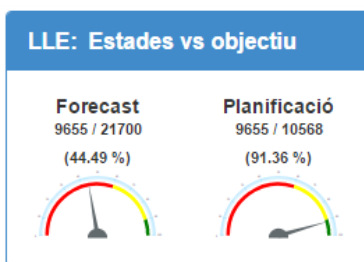 LLE: Estades vs objectiu
Forecast Planificació
9655 / 21700 9655 / 10568
(44.49 %) (91.36 %)